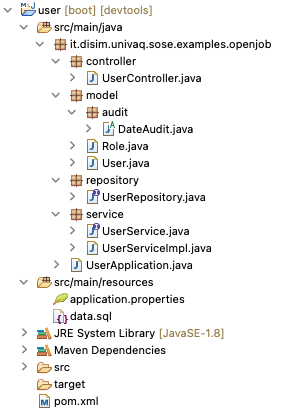 user [boot] [devtools]
src/main/java
it.disim.univaq.sose.examples.openjob
controller
UserController.java
model
audit
DateAudit.java
Role.java
User.java
repository
UserRepository.java
service
UserService.java
UserServiceImpl.java
UserApplication.java
src/main/resources
application.properties
data.sql
JRE System Library [JavaSE-1.8]
Maven Dependencies
src
target
pom.xml